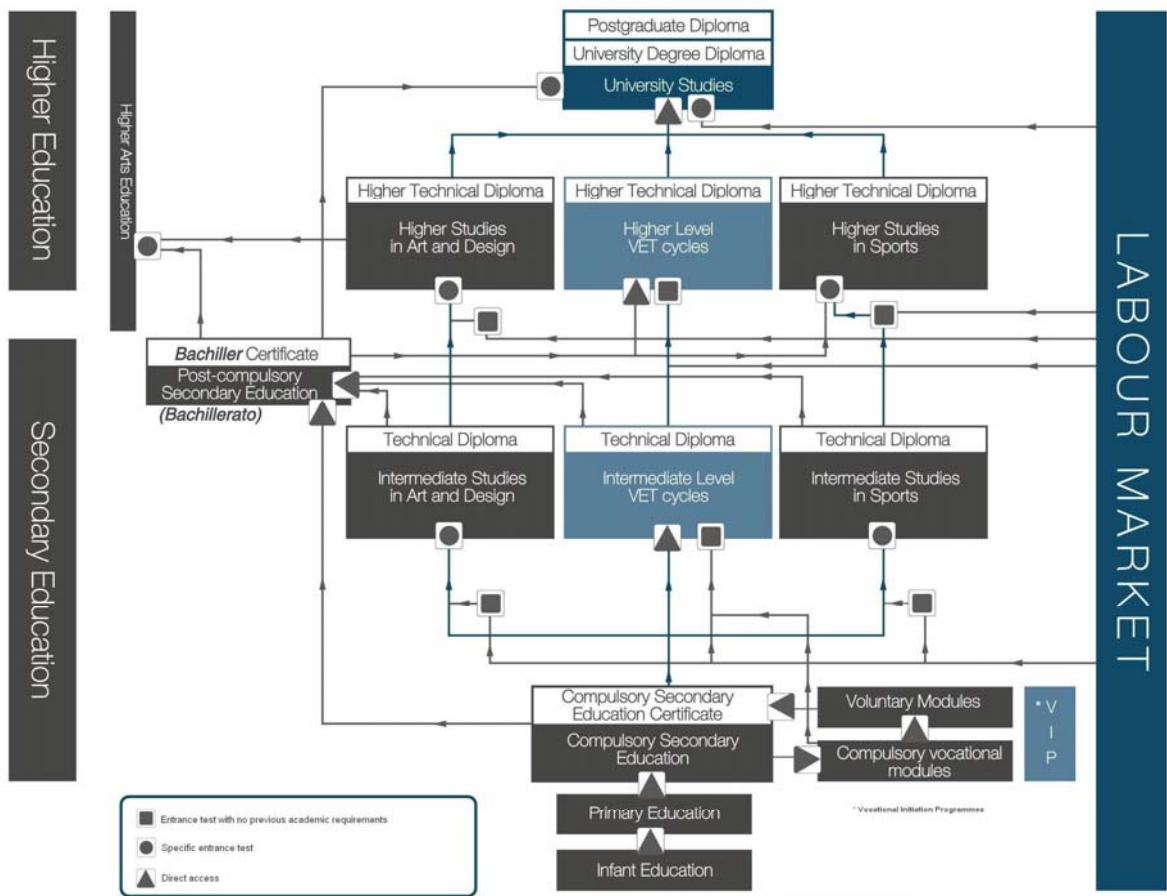 Higher Education
Higher Arts Education
Postgraduate Diploma
University Degree Diploma
University Studies
Higher Technical Diploma
Higher Studies
in Art and Design
Higher Technical Diploma
Higher Level
VET cycles
Higher Technical Diploma
Higher Studies
in Sports
LABOUR MARKET
Secondary Education
Bachiller Certificate
Post-compulsory
Secondary Education
(Bachillerato)
Technical Diploma
Intermediate Studies
in Art and Design
Technical Diploma
Intermediate Level
VET cycles
Technical Diploma
Intermediate Studies
in Sports
Compulsory Secondary
Education Certificate
Compulsory Secondary
Education
Voluntary Modules
Compulsory vocational
modules
* V
I
P
Primary Education
Infant Education
* Vocational Initiation Programmes
Entrance test with no previous academic requirements
Specific entrance test
Direct access